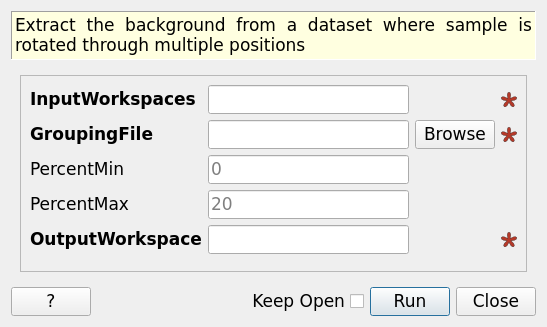 Extract the background from a dataset where sample is
rotated through multiple positions
InputWorkspaces
GroupingFile Browse
PercentMin 0
PercentMax 20
OutputWorkspace
? Keep Open Run Close